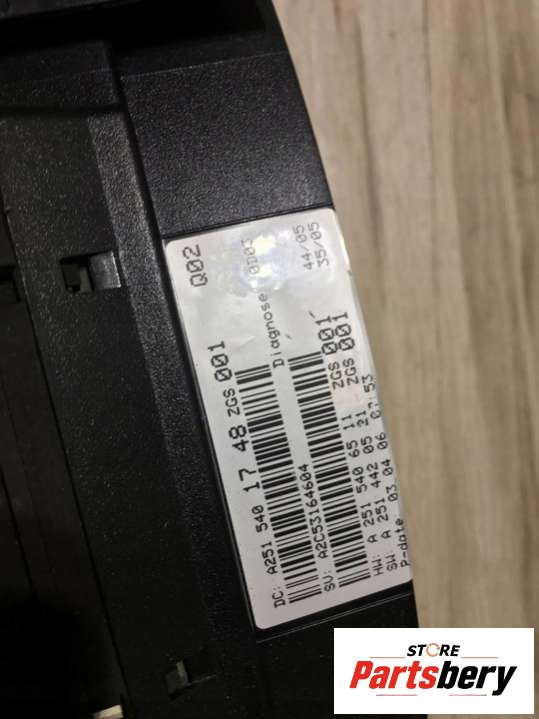 Q02
DC: A251 540 17 48 ZGS 001
Diagnose 0D03
SV: A2C53164604
44/05
35/05
HW: A 251 540 65 11 ZGS 001
SW: A 251 442 05 21 ZGS 001
P-date: 03 04 06 07:53
STORE
Partsbery